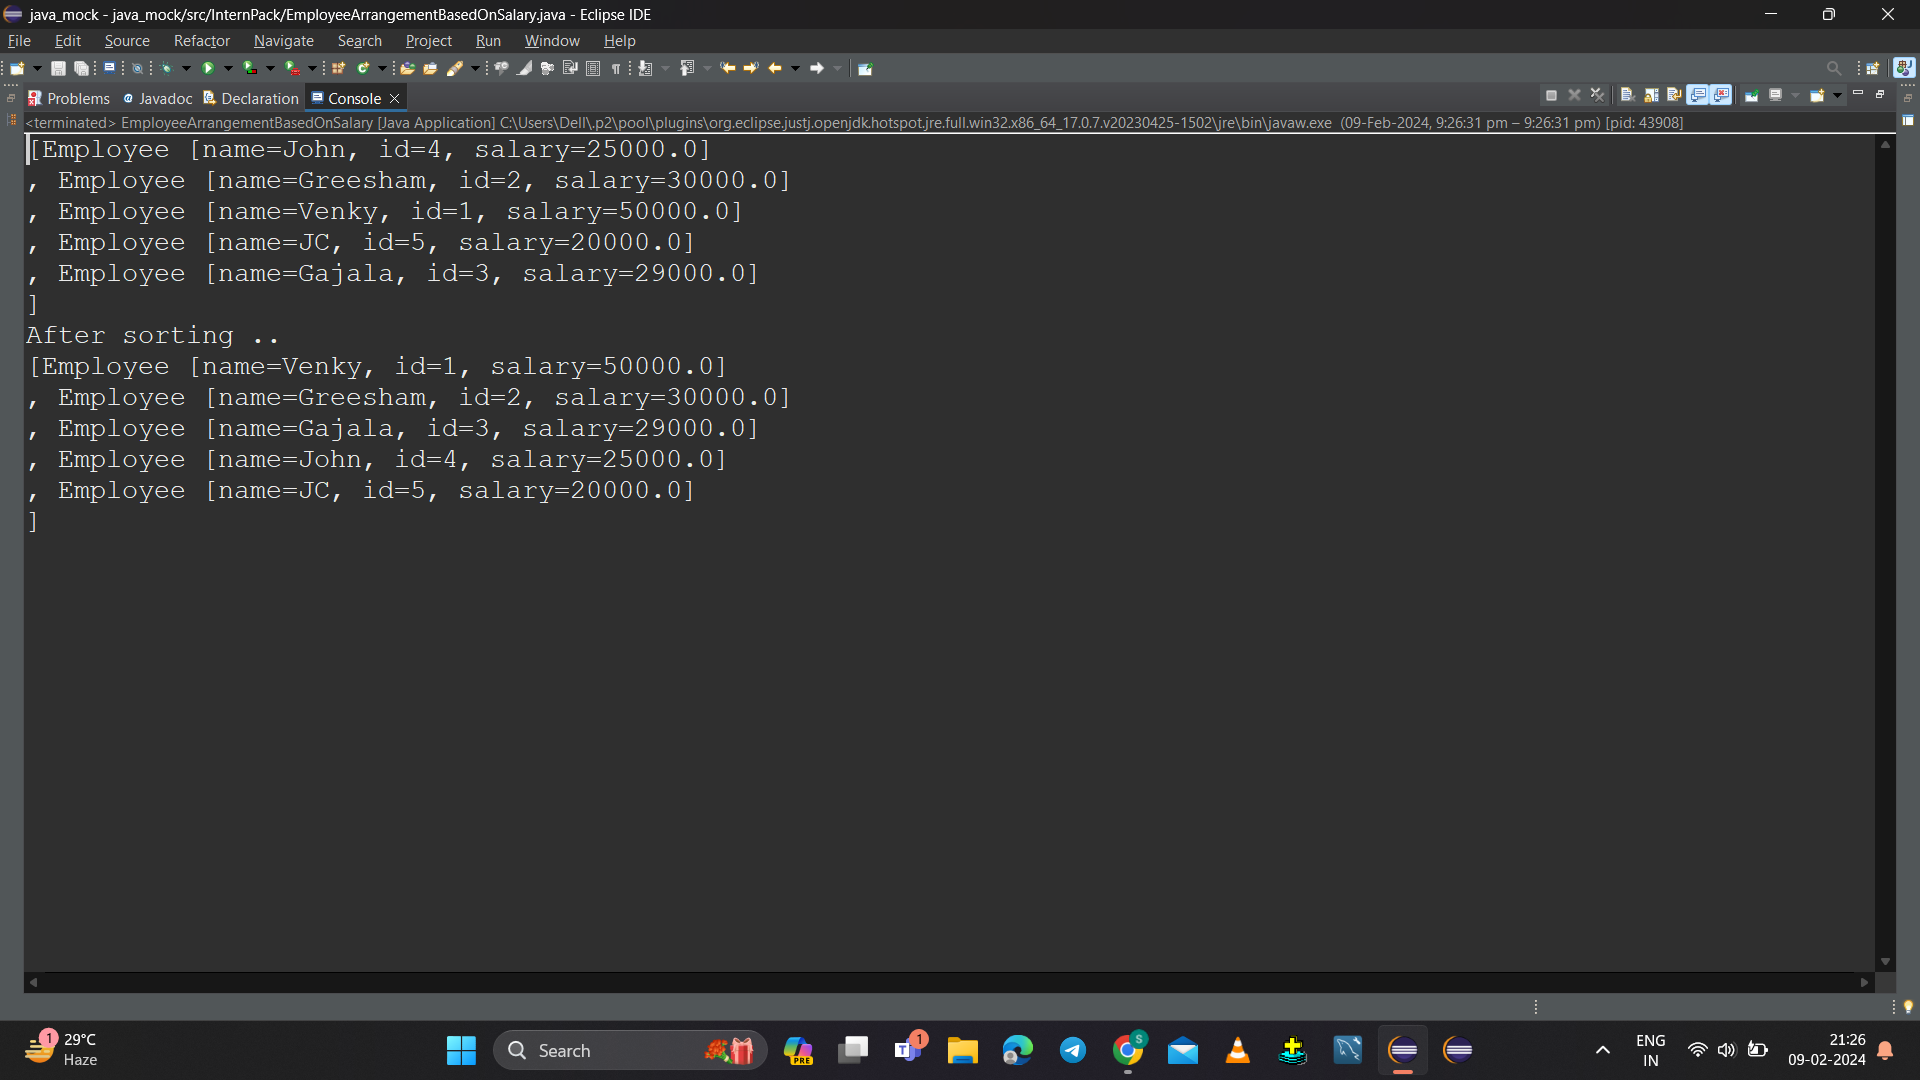 java_mock - java_mock/src/InternPack/EmployeeArrangementBasedOnSalary.java - Eclipse IDE
File Edit Source Refactor Navigate Search Project Run Window Help
Problems Javadoc Declaration Console
<terminated> EmployeeArrangementBasedOnSalary [Java Application] C:\Users\Dell\.p2\pool\plugins\org.eclipse.justj.openjdk.hotspot.jre.full.win32.x86_64_17.0.7.v20230425-1502\jre\bin\javaw.exe (09-Feb-2024, 9:26:31 pm – 9:26:31 pm) [pid: 43908]
[Employee [name=John, id=4, salary=25000.0]
, Employee [name=Greesham, id=2, salary=30000.0]
, Employee [name=Venky, id=1, salary=50000.0]
, Employee [name=JC, id=5, salary=20000.0]
, Employee [name=Gajala, id=3, salary=29000.0]
]
After sorting ..
[Employee [name=Venky, id=1, salary=50000.0]
, Employee [name=Greesham, id=2, salary=30000.0]
, Employee [name=Gajala, id=3, salary=29000.0]
, Employee [name=John, id=4, salary=25000.0]
, Employee [name=JC, id=5, salary=20000.0]
]
1 29°C
Haze
Search
PRE
T 1
S
ENG
IN
21:26
09-02-2024